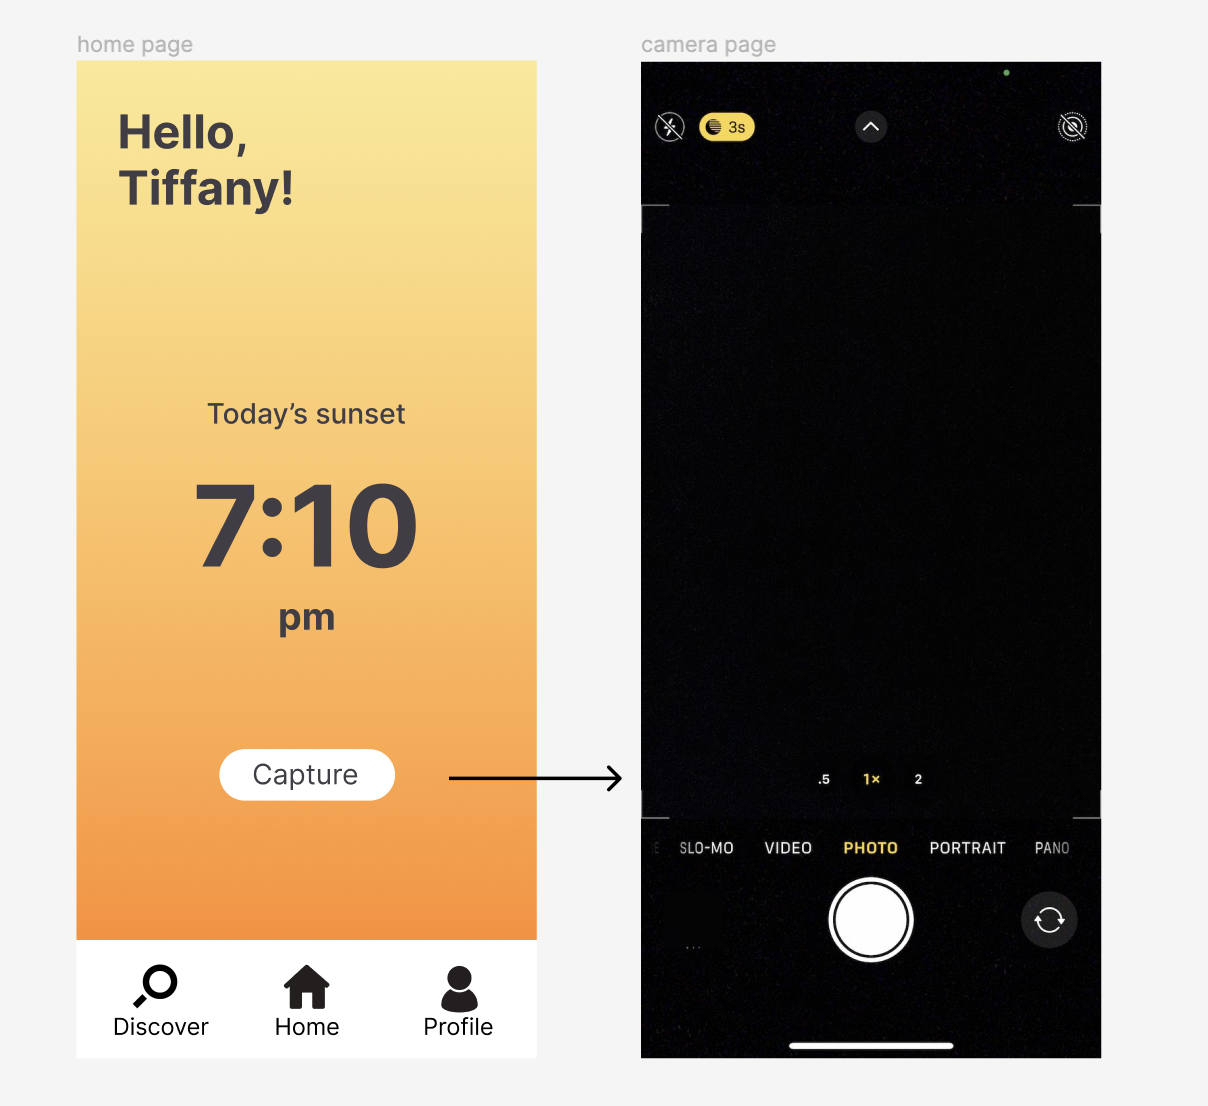 home page
Hello,
Tiffany!
Today’s sunset
7:10
pm
Capture
Discover
Home
Profile
camera page
3s
.5
1×
2
SLO-MO
VIDEO
PHOTO
PORTRAIT
PANO